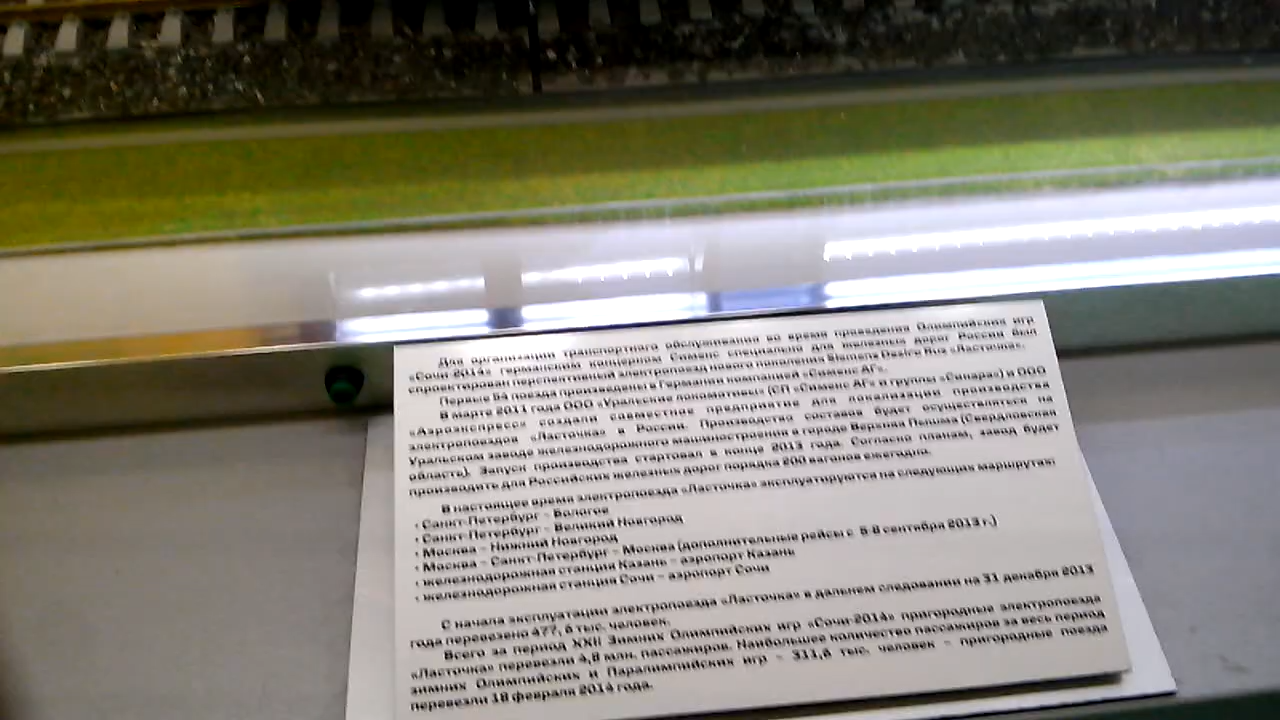 Для организации транспортного обслуживания во время проведения Олимпийских игр
«Сочи-2014» германским концерном Сименс специально для железных дорог России был
спроектирован перспективный электропоезд нового поколения Siemens Desiro Rus «Ласточка».
Первые 54 поезда произведены в Германии компанией «Сименс АГ».
В марте 2011 года ООО «Уральские локомотивы» (СП «Сименс АГ» и группы «Синара») и ООО
«Аэроэкспресс» создали совместное предприятие для локализации производства
электропоездов «Ласточка» в России. Производство составов будет осуществляться на
Уральском заводе железнодорожного машиностроения в городе Верхняя Пышма (Свердловская
область). Запуск производства стартовал в конце 2013 года. Согласно планам, завод будет
производить для Российских железных дорог порядка 200 вагонов ежегодно.
В настоящее время электропоезда «Ласточка» эксплуатируются на следующих маршрутах:
• Санкт-Петербург – Бологое
• Санкт-Петербург – Великий Новгород
• Москва – Нижний Новгород
• Москва – Санкт-Петербург – Москва (дополнительные рейсы с 5-8 сентября 2013 г.)
• железнодорожная станция Казань – аэропорт Казань
• железнодорожная станция Сочи – аэропорт Сочи
С начала эксплуатации электропоезда «Ласточка» в дальнем следовании на 31 декабря 2013
года перевезено 477,6 тыс. человек.
Всего за период XXII Зимних Олимпийских игр «Сочи-2014» пригородные электропоезда
«Ласточка» перевезли 4,8 млн. пассажиров. Наибольшее количество пассажиров за весь период
зимних Олимпийских и Паралимпийских игр – 311,6 тыс. человек – пригородные поезда
перевезли 18 февраля 2014 года.